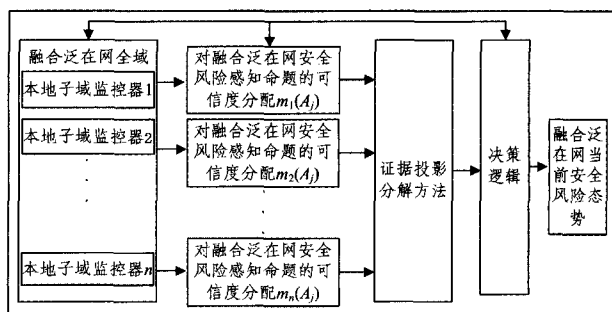 融合泛在网全域
本地子域监控器1
本地子域监控器2
本地子域监控器n
对融合泛在网安全
风险感知命题的可
信度分配m₁(Aⱼ)
对融合泛在网安全
风险感知命题的可
信度分配m₂(Aⱼ)
对融合泛在网安全
风险感知命题的可
信度分配mₙ(Aⱼ)
证据投影
分解方法
决策
逻辑
融合泛
在网当
前安全
风险态
势